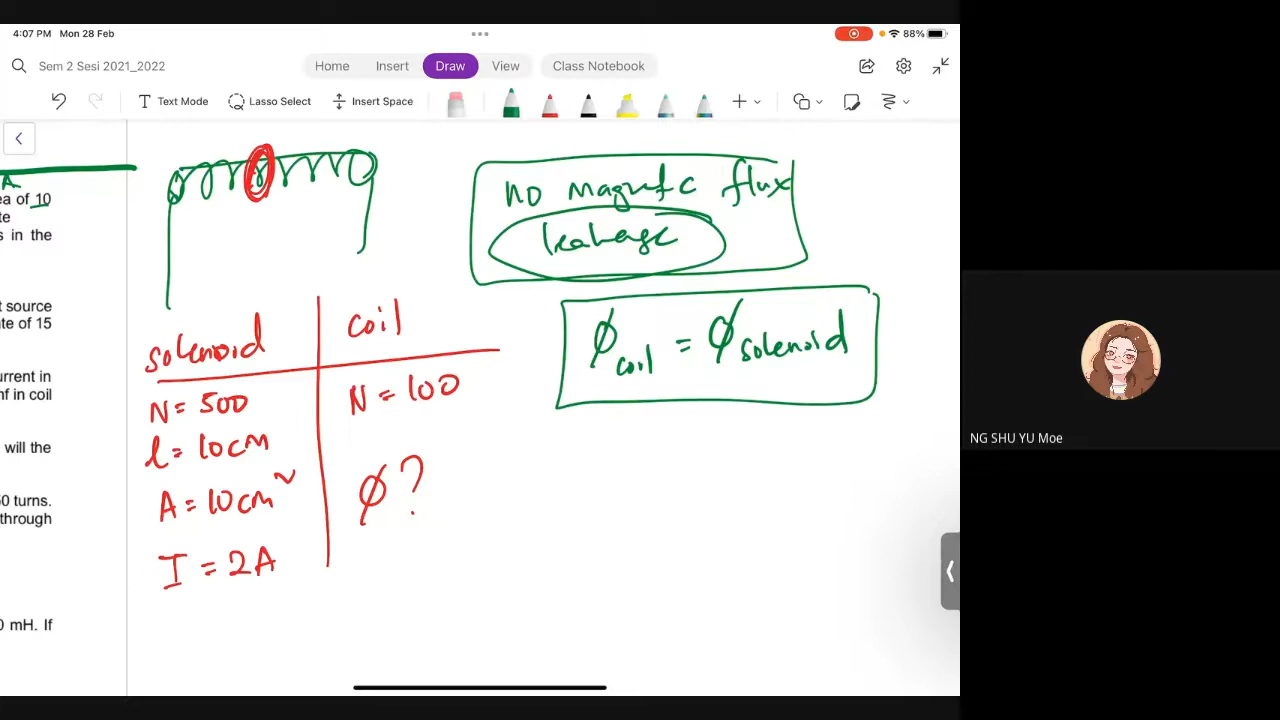 4:07 PM Mon 28 Feb
88%
Sem 2 Sesi 2021_2022
Home Insert Draw View Class Notebook
Text Mode Lasso Select Insert Space
A
ea of 10
te
s in the
t source
ate of 15
urrent in
nf in coil
will the
50 turns.
through
0 mH. If
no magnetic flux
leakage
ϕcoil = ϕsolenoid
solenoid coil
N = 500 N = 100
l = 10cm
A = 10cm²
ϕ?
I = 2A
NG SHU YU Moe